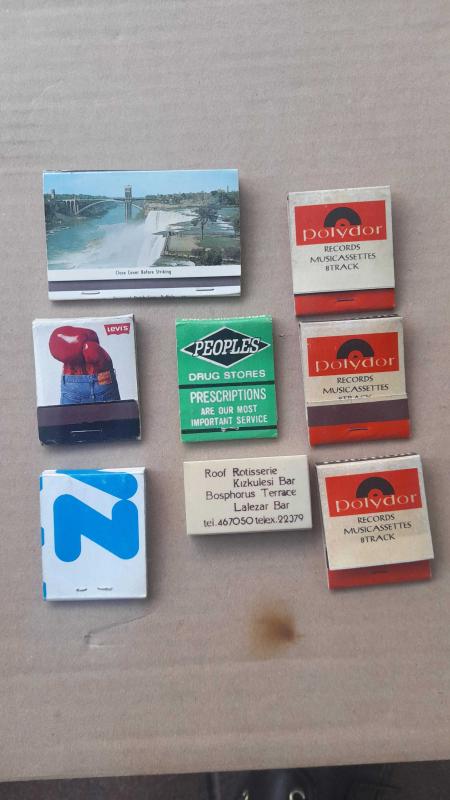 Close Cover Before Striking
polydor
RECORDS
MUSICASSETTES
8TRACK
LEVI'S
PEOPLES
DRUG STORES
PRESCRIPTIONS
ARE OUR MOST
IMPORTANT SERVICE
polydor
RECORDS
MUSICASSETTES
Z
Roof Rotisserie
Kizkulesi Bar
Bosphorus Terrace
Lalezar Bar
tel.467050 telex.22379
polydor
RECORDS
MUSICASSETTES
8TRACK